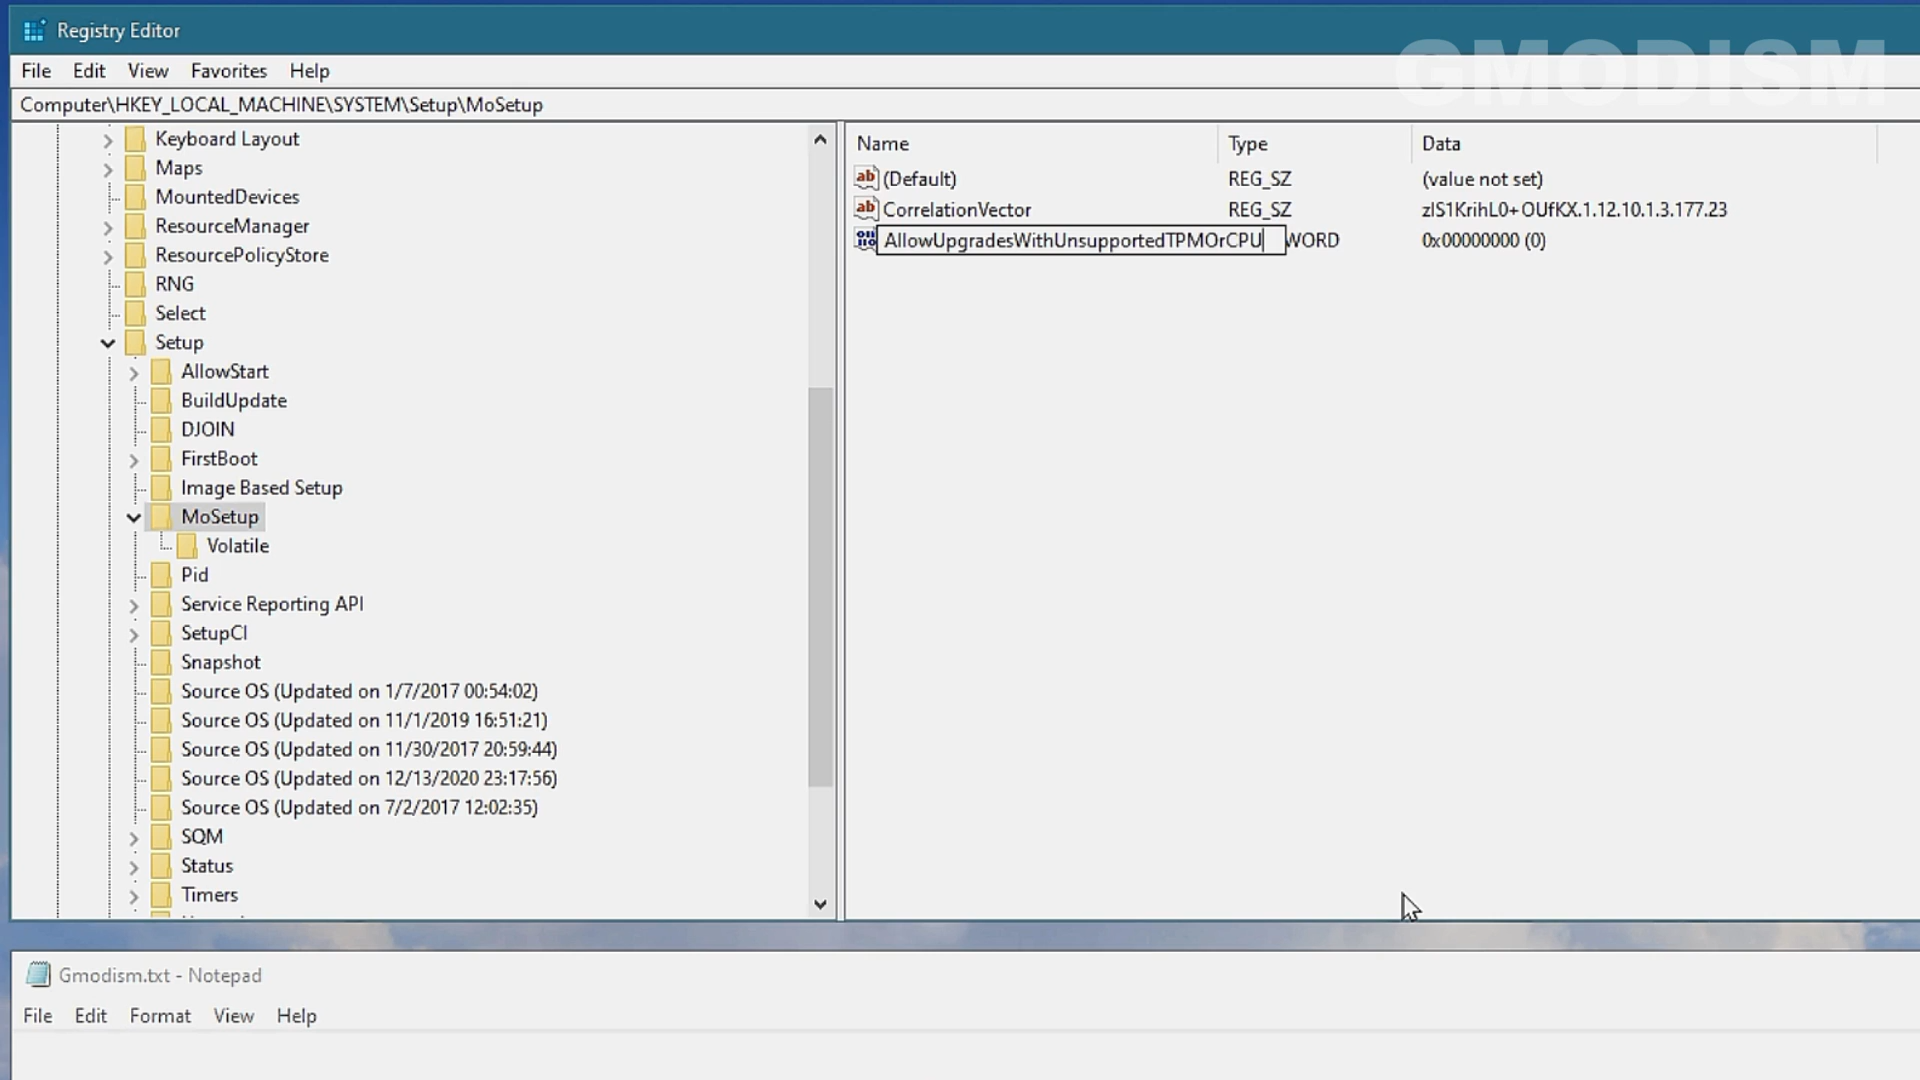 Registry Editor
GMODISM
File Edit View Favorites Help
Computer\HKEY_LOCAL_MACHINE\SYSTEM\Setup\MoSetup
Keyboard Layout
Maps
MountedDevices
ResourceManager
ResourcePolicyStore
RNG
Select
Setup
AllowStart
BuildUpdate
DJOIN
FirstBoot
Image Based Setup
MoSetup
Volatile
Pid
Service Reporting API
SetupCl
Snapshot
Source OS (Updated on 1/7/2017 00:54:02)
Source OS (Updated on 11/1/2019 16:51:21)
Source OS (Updated on 11/30/2017 20:59:44)
Source OS (Updated on 12/13/2020 23:17:56)
Source OS (Updated on 7/2/2017 12:02:35)
SQM
Status
Timers
Name Type Data
(Default) REG_SZ (value not set)
CorrelationVector REG_SZ zIS1KrihL0+OUfKX.1.12.10.1.3.177.23
AllowUpgradesWithUnsupportedTPMOrCPU WORD 0x00000000 (0)
Gmodism.txt - Notepad
File Edit Format View Help